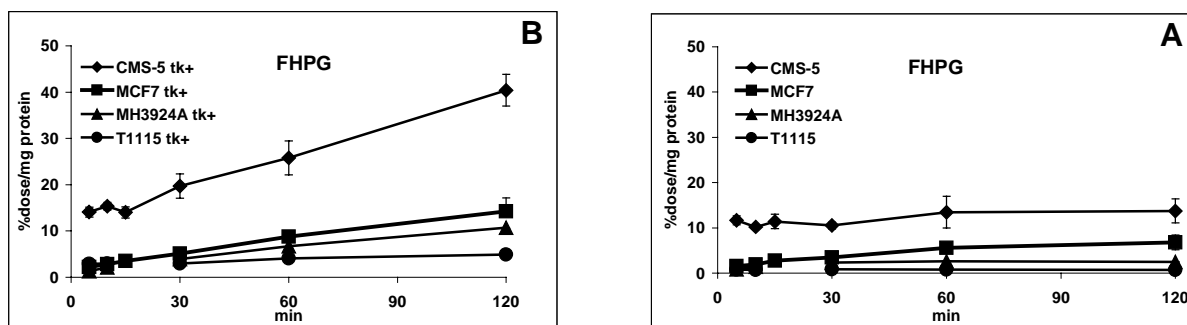 B
FHPG
50
40
30
20
10
0
%dose/mg protein
CMS-5 tk+
MCF7 tk+
MH3924A tk+
T1115 tk+
0 30 60 90 120
min
A
FHPG
50
40
30
20
10
0
%dose/mg protein
CMS-5
MCF7
MH3924A
T1115
0 30 60 90 120
min